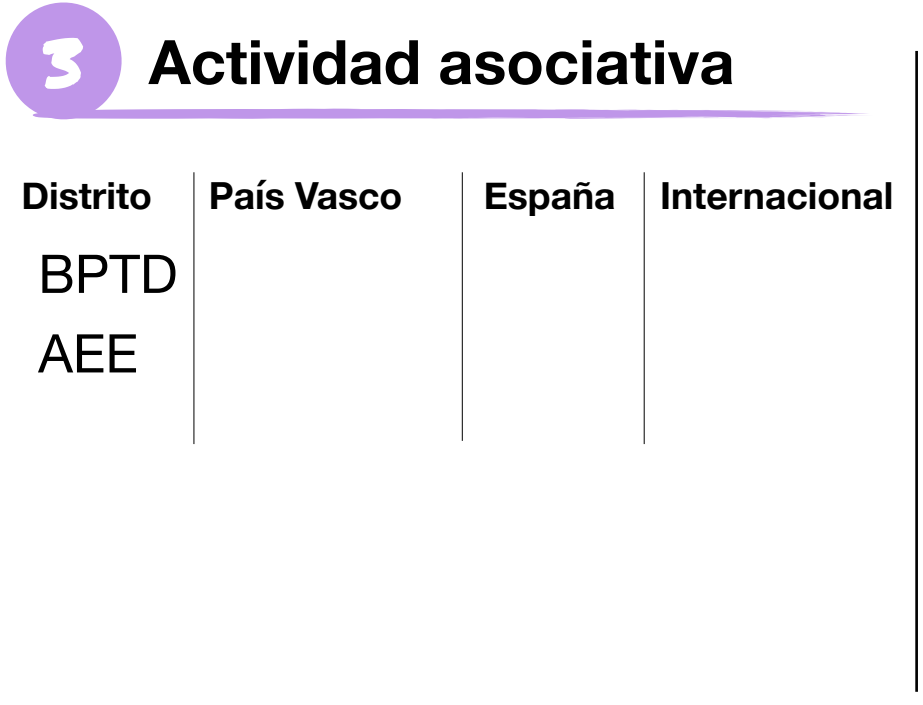 3 Actividad asociativa
Distrito País Vasco España Internacional
BPTD
AEE